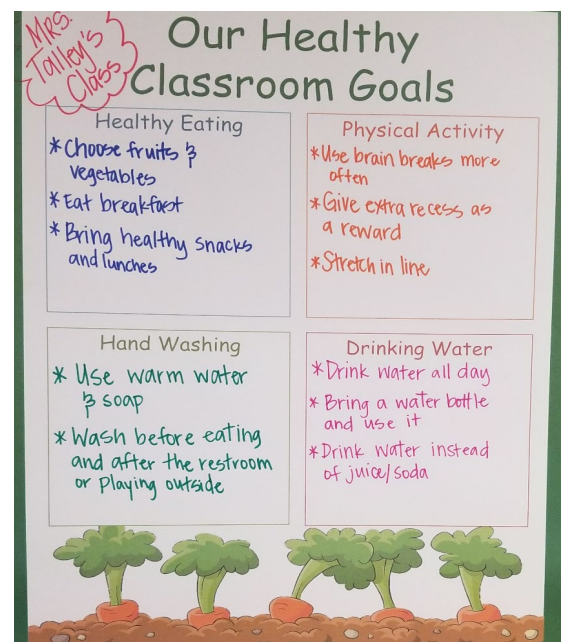 Mrs.
Talley's
Class
Our Healthy
Classroom Goals
Healthy Eating
* Choose fruits &
vegetables
* Eat breakfast
* Bring healthy snacks
and lunches
Physical Activity
* Use brain breaks more
often
* Give extra recess as
a reward
* Stretch in line
Hand Washing
* Use warm water
& soap
* Wash before eating
and after the restroom
or playing outside
Drinking Water
* Drink water all day
* Bring a water bottle
and use it
* Drink water instead
of juice/soda